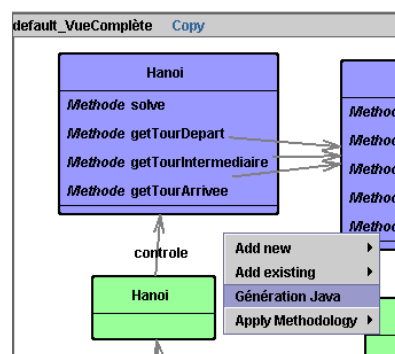 default_VueComplète Copy
Hanoi
Methode solve
Methode getTourDepart
Methode getTourIntermediaire
Methode getTourArrivee
Methode
Methode
Methode
Methode
Methode
controle
Hanoi
Add new
Add existing
Génération Java
Apply Methodology